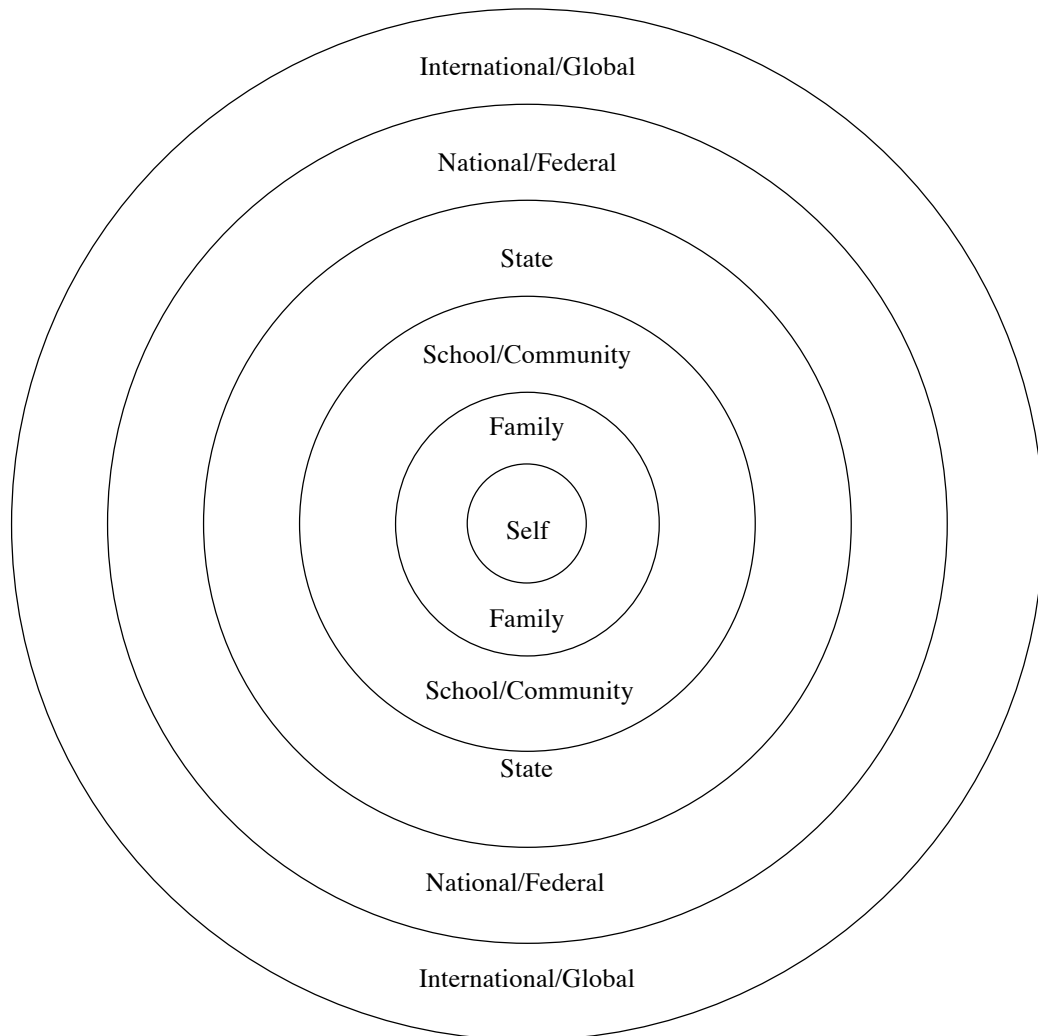 International/Global
National/Federal
State
School/Community
Family
Self
Family
School/Community
State
National/Federal
International/Global